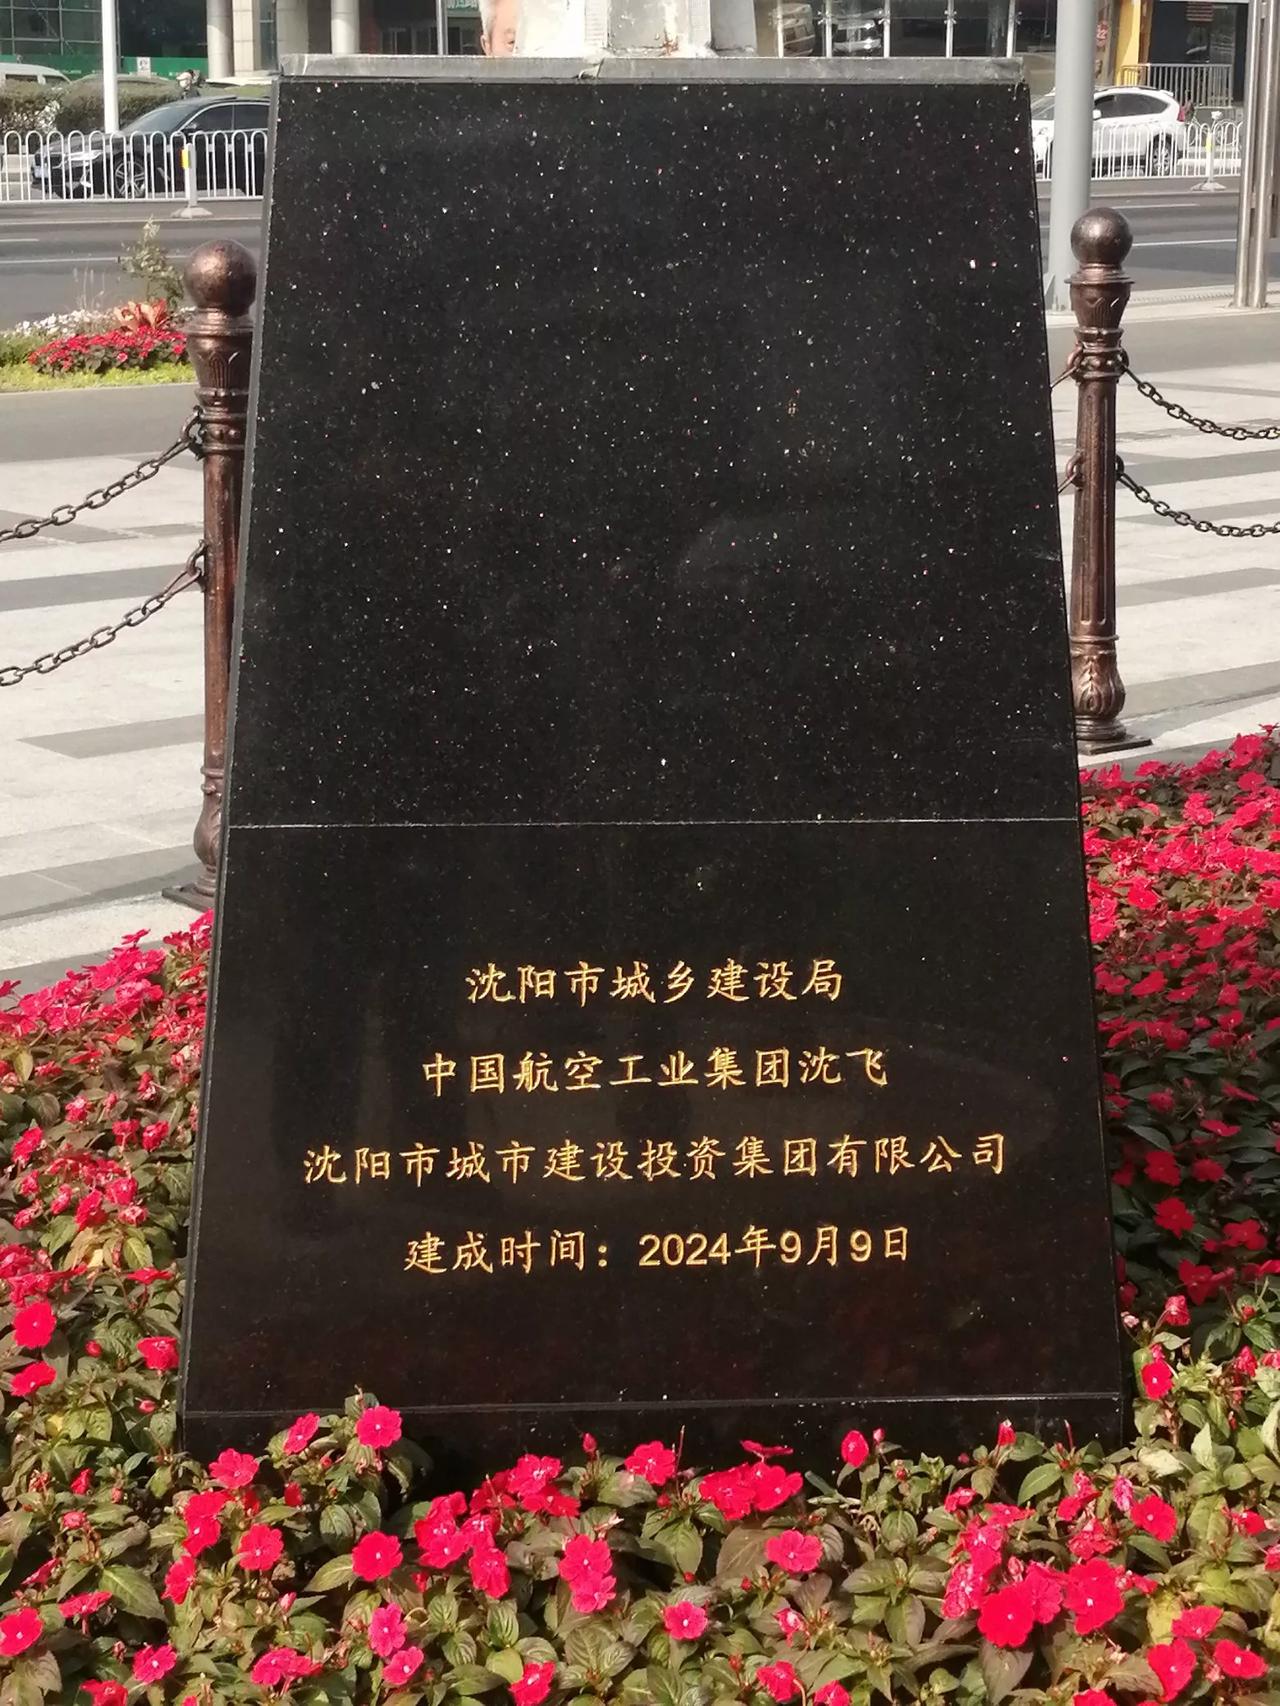 沈阳市城乡建设局
中国航空工业集团沈飞
沈阳市城市建设投资集团有限公司
建成时间：2024年9月9日